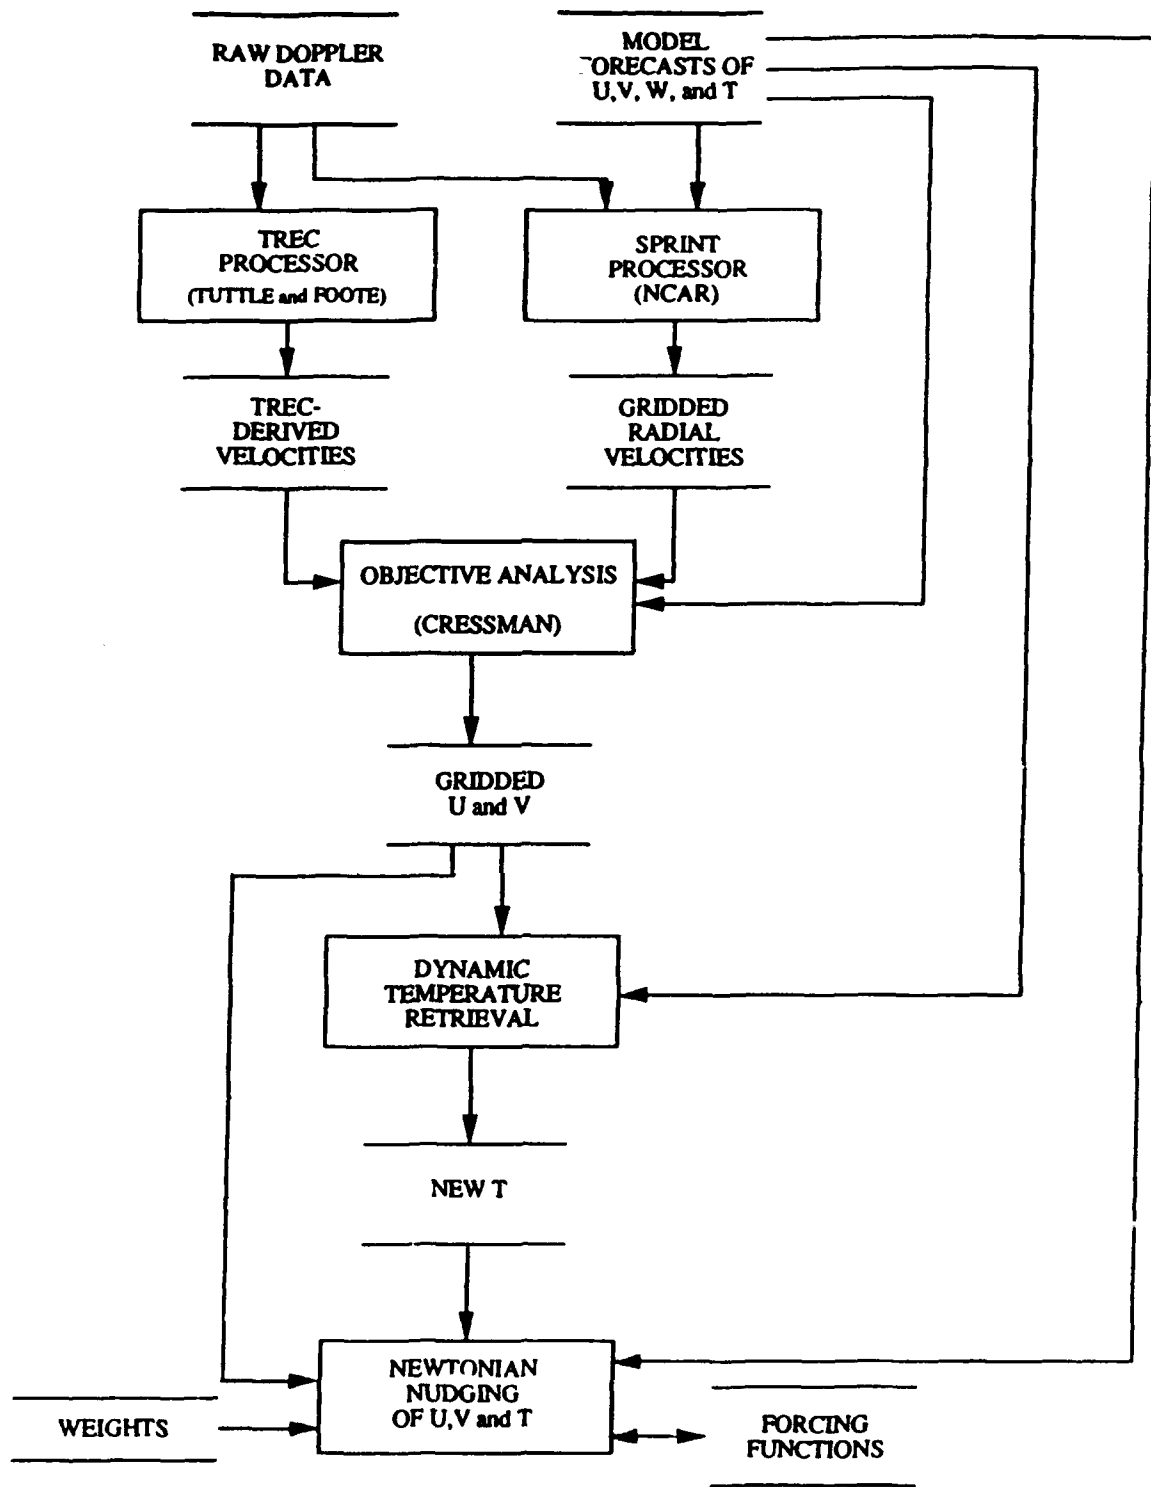 RAW DOPPLER
DATA
MODEL
FORECASTS OF
U,V, W, and T
TREC
PROCESSOR
(TUTTLE and FOOTE)
SPRINT
PROCESSOR
(NCAR)
TREC-
DERIVED
VELOCITIES
GRIDDED
RADIAL
VELOCITIES
OBJECTIVE ANALYSIS
(CRESSMAN)
GRIDDED
U and V
DYNAMIC
TEMPERATURE
RETRIEVAL
NEW T
NEWTONIAN
NUDGING
OF U,V and T
WEIGHTS
FORCING
FUNCTIONS